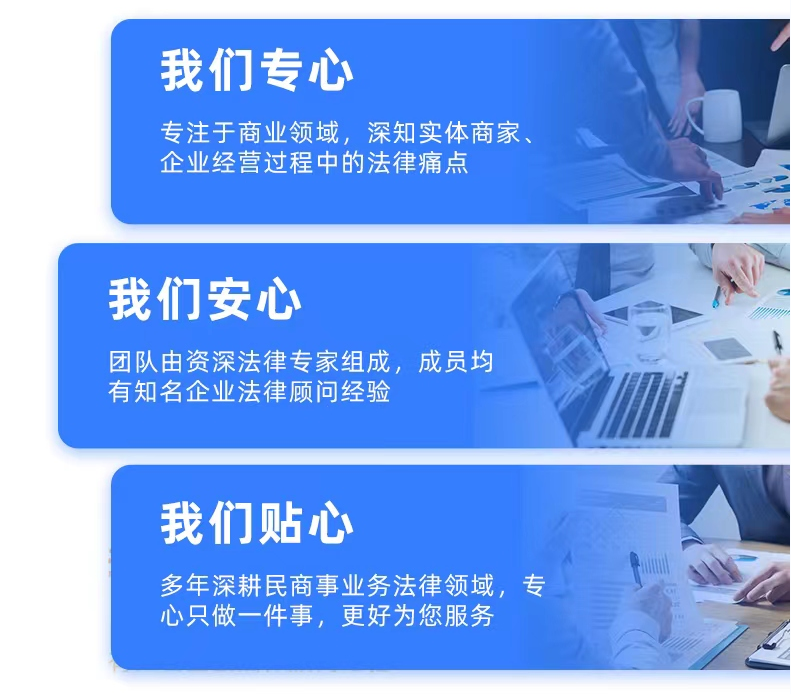 我们专心
专注于商业领域，深知实体商家、
企业经营过程中的法律痛点
我们安心
团队由资深法律专家组成，成员均
有知名企业法律顾问经验
我们贴心
多年深耕民商事业务法律领域，专
心只做一件事，更好为您服务